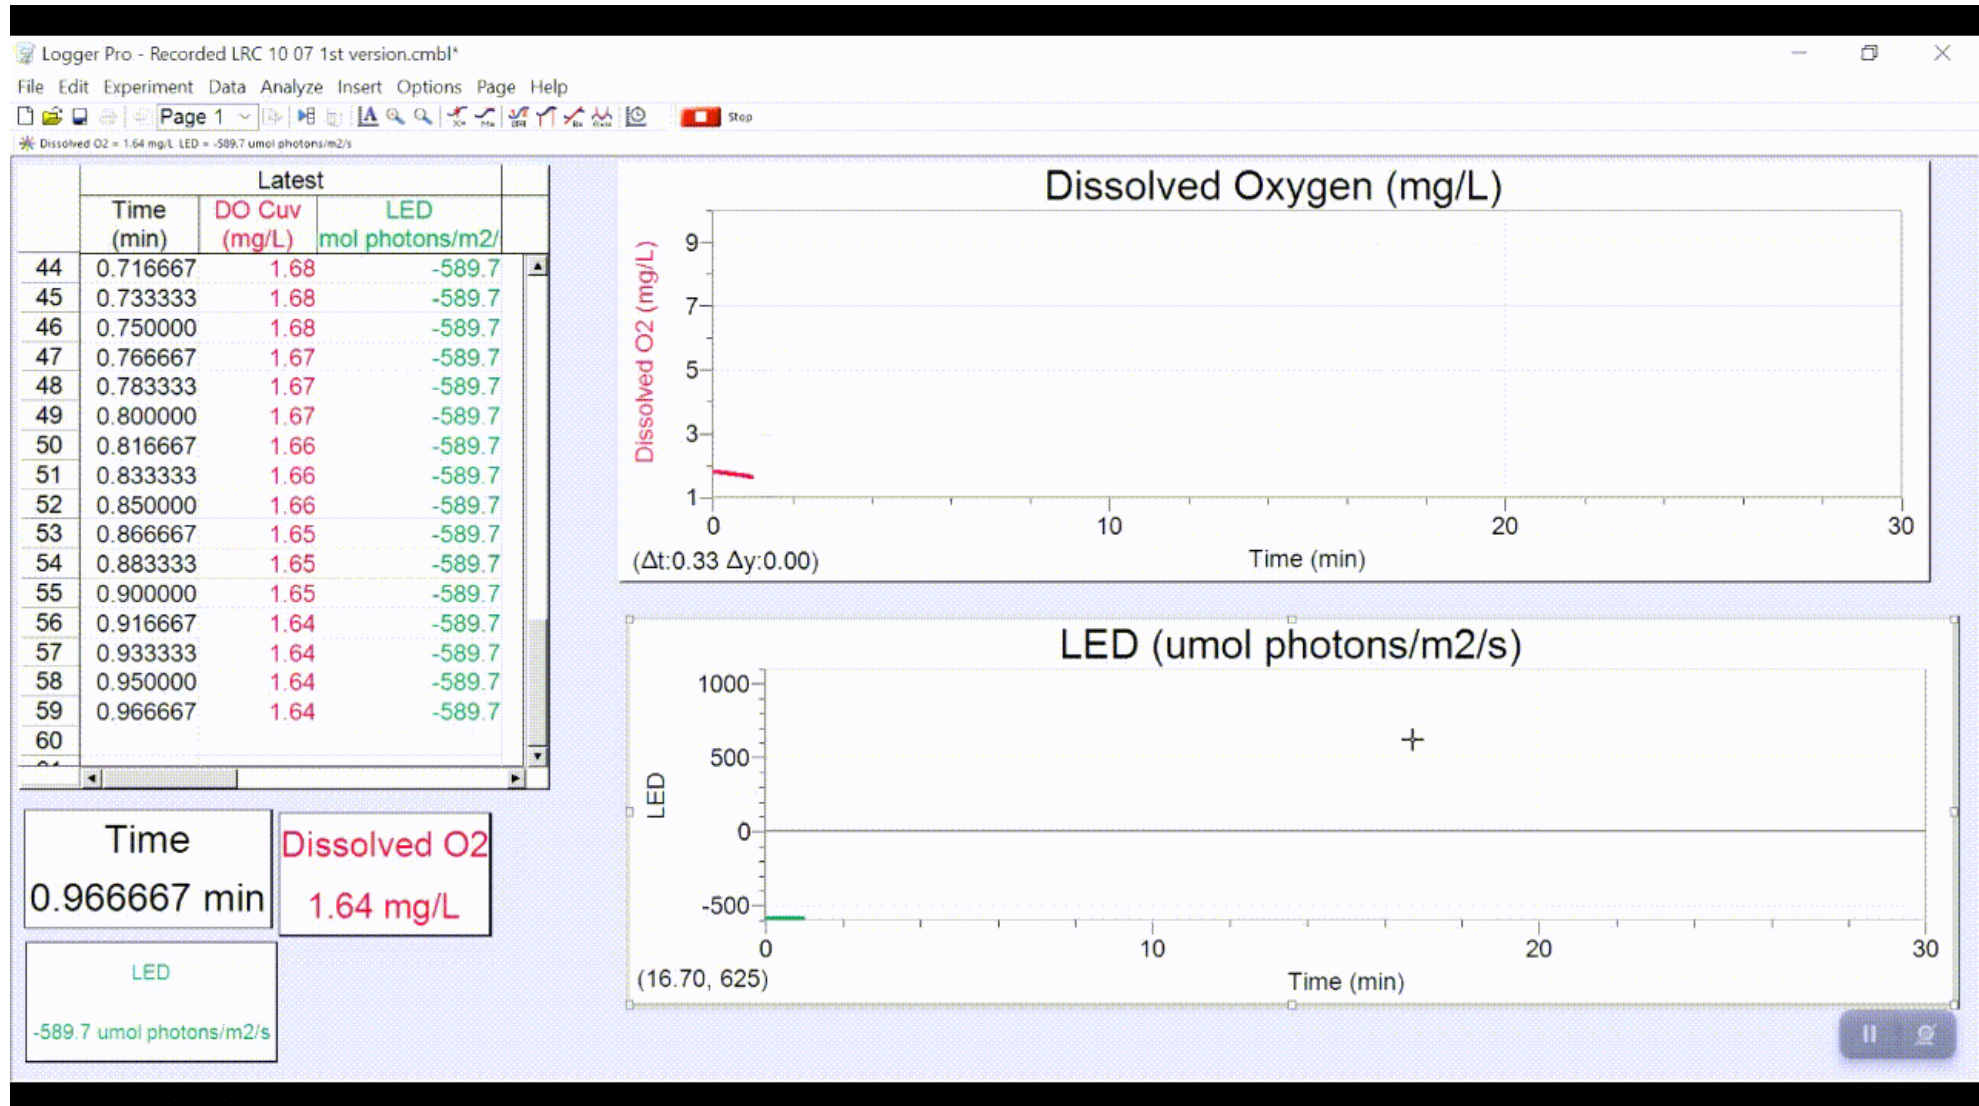 Logger Pro - Recorded LRC 10 07 1st version.cmbl*
File Edit Experiment Data Analyze Insert Options Page Help
Page 1
Stop
Dissolved O2 = 1.64 mg/L LED = -589.7 umol photons/m2/s
Latest
Time DO Cuv LED
(min) (mg/L) mol photons/m2/
44 0.716667 1.68 -589.7
45 0.733333 1.68 -589.7
46 0.750000 1.68 -589.7
47 0.766667 1.67 -589.7
48 0.783333 1.67 -589.7
49 0.800000 1.67 -589.7
50 0.816667 1.66 -589.7
51 0.833333 1.66 -589.7
52 0.850000 1.66 -589.7
53 0.866667 1.65 -589.7
54 0.883333 1.65 -589.7
55 0.900000 1.65 -589.7
56 0.916667 1.64 -589.7
57 0.933333 1.64 -589.7
58 0.950000 1.64 -589.7
59 0.966667 1.64 -589.7
60
Time
0.966667 min
Dissolved O2
1.64 mg/L
LED
-589.7 umol photons/m2/s
Dissolved Oxygen (mg/L)
Dissolved O2 (mg/L)
9
7
5
3
1
0 10 20 30
(Δt:0.33 Δy:0.00)
Time (min)
LED (umol photons/m2/s)
LED
1000
500
0
-500
0 10 20 30
(16.70, 625)
Time (min)